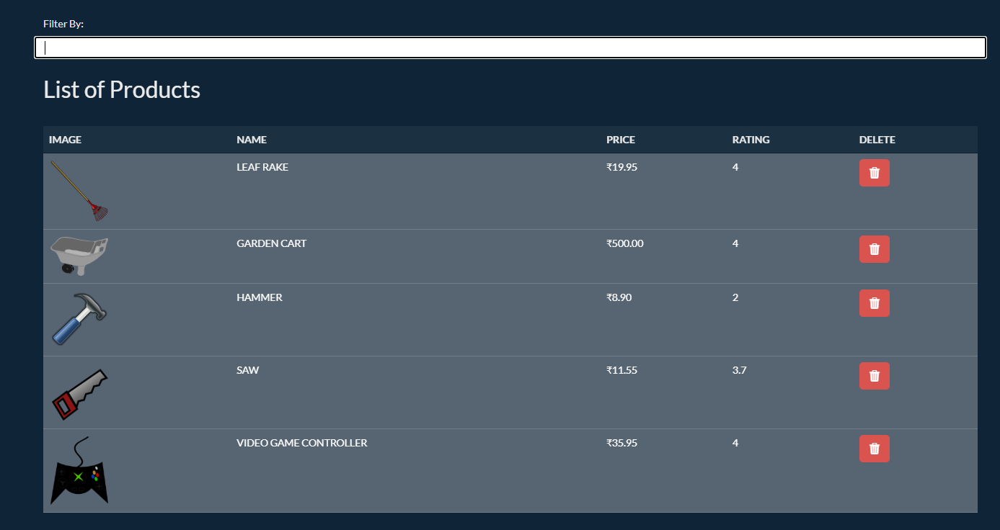 Filter By:
List of Products
IMAGE NAME PRICE RATING DELETE
LEAF RAKE ₹19.95 4
GARDEN CART ₹500.00 4
HAMMER ₹8.90 2
SAW ₹11.55 3.7
VIDEO GAME CONTROLLER ₹35.95 4